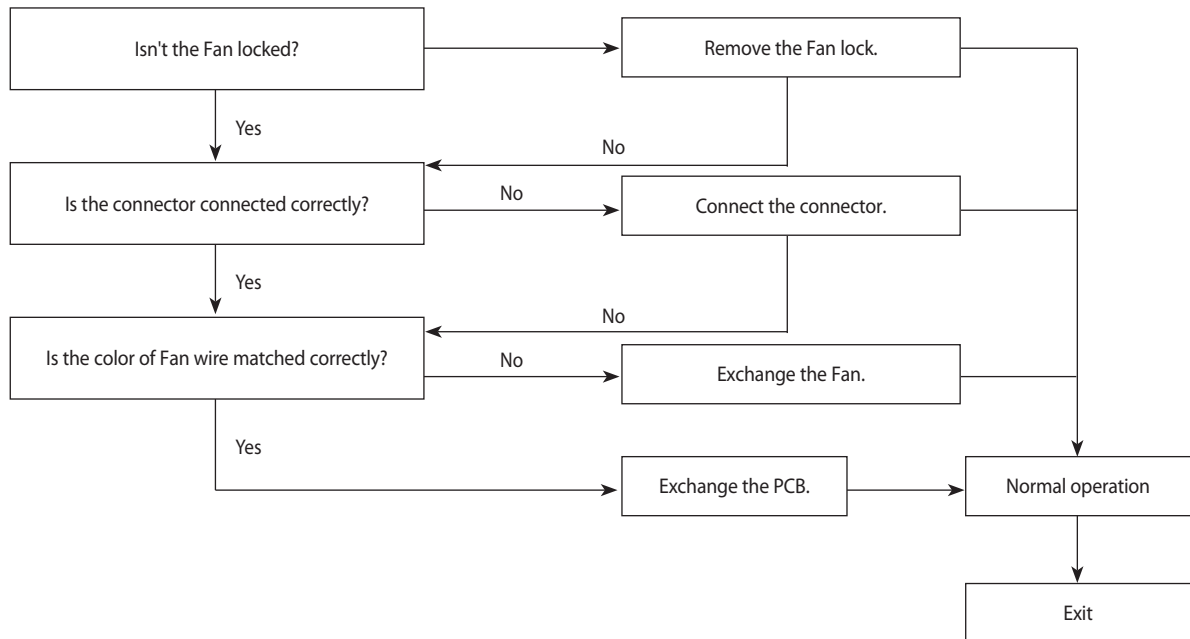 Isn't the Fan locked?
Remove the Fan lock.
Yes
No
Is the connector connected correctly?
No
Connect the connector.
Yes
No
Is the color of Fan wire matched correctly?
No
Exchange the Fan.
Yes
Exchange the PCB.
Normal operation
Exit